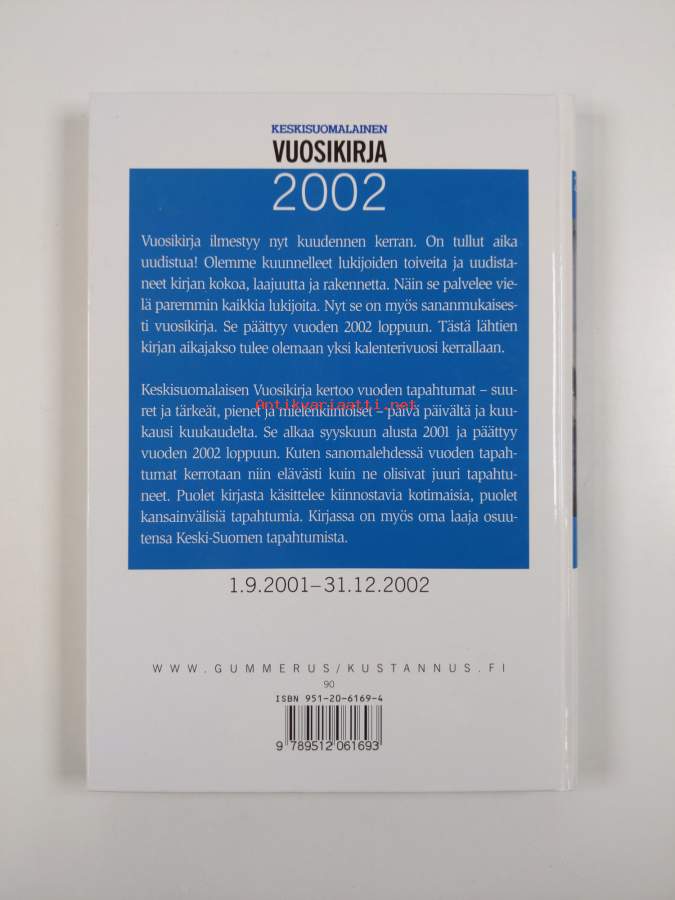 KESKISUOMALAINEN
VUOSIKIRJA
2002
Vuosikirja ilmestyy nyt kuudennen kerran. On tullut aika
uudistua! Olemme kuunnelleet lukijoiden toiveita ja uudista-
neet kirjan kokoa, laajuutta ja rakennetta. Näin se palvelee vie-
lä paremmin kaikkia lukijoita. Nyt se on myös sananmukaises-
ti vuosikirja. Se päättyy vuoden 2002 loppuun. Tästä lähtien
kirjan aikajakso tulee olemaan yksi kalenterivuosi kerrallaan.
Keskisuomalaisen Vuosikirja kertoo vuoden tapahtumat – suu-
ret ja tärkeät, pienet ja mielenkiintoiset – päivä päivältä ja kuu-
Antikvariaatti.net
kausi kuukaudelta. Se alkaa syyskuun alusta 2001 ja päättyy
vuoden 2002 loppuun. Kuten sanomalehdessä vuoden tapah-
tumat kerrotaan niin elävästi kuin ne olisivat juuri tapahtu-
neet. Puolet kirjasta käsittelee kiinnostavia kotimaisia, puolet
kansainvälisiä tapahtumia. Kirjassa on myös oma laaja osuu-
tensa Keski-Suomen tapahtumista.
1.9.2001–31.12.2002
WWW.GUMMERUS/KUSTANNUS.FI
90
ISBN 951-20-6169-4
9 789512 061693